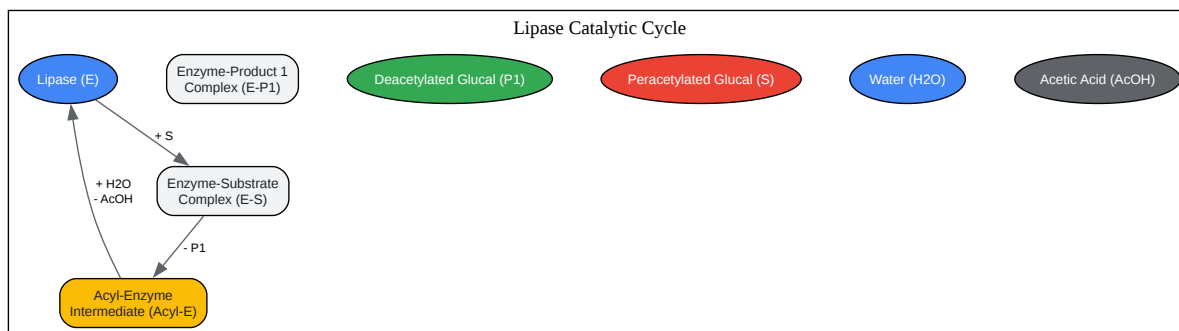 Lipase Catalytic Cycle
Lipase (E)
Enzyme-Product 1
Complex (E-P1)
Deacetylated Glucal (P1)
Peracetylated Glucal (S)
Water (H2O)
Acetic Acid (AcOH)
+ S
+ H2O
- AcOH
Enzyme-Substrate
Complex (E-S)
- P1
Acyl-Enzyme
Intermediate (Acyl-E)